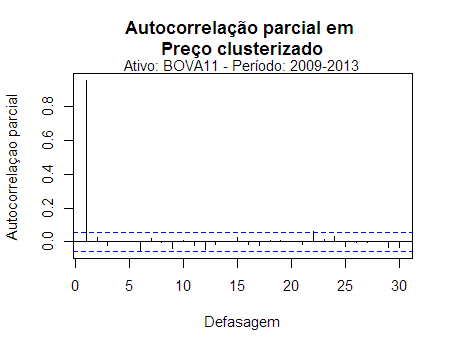 Autocorrelação parcial em
Preço clusterizado
Ativo: BOVA11 - Período: 2009-2013
Autocorrelaçao parcial
0.8
0.6
0.4
0.2
0.0
0 5 10 15 20 25 30
Defasagem